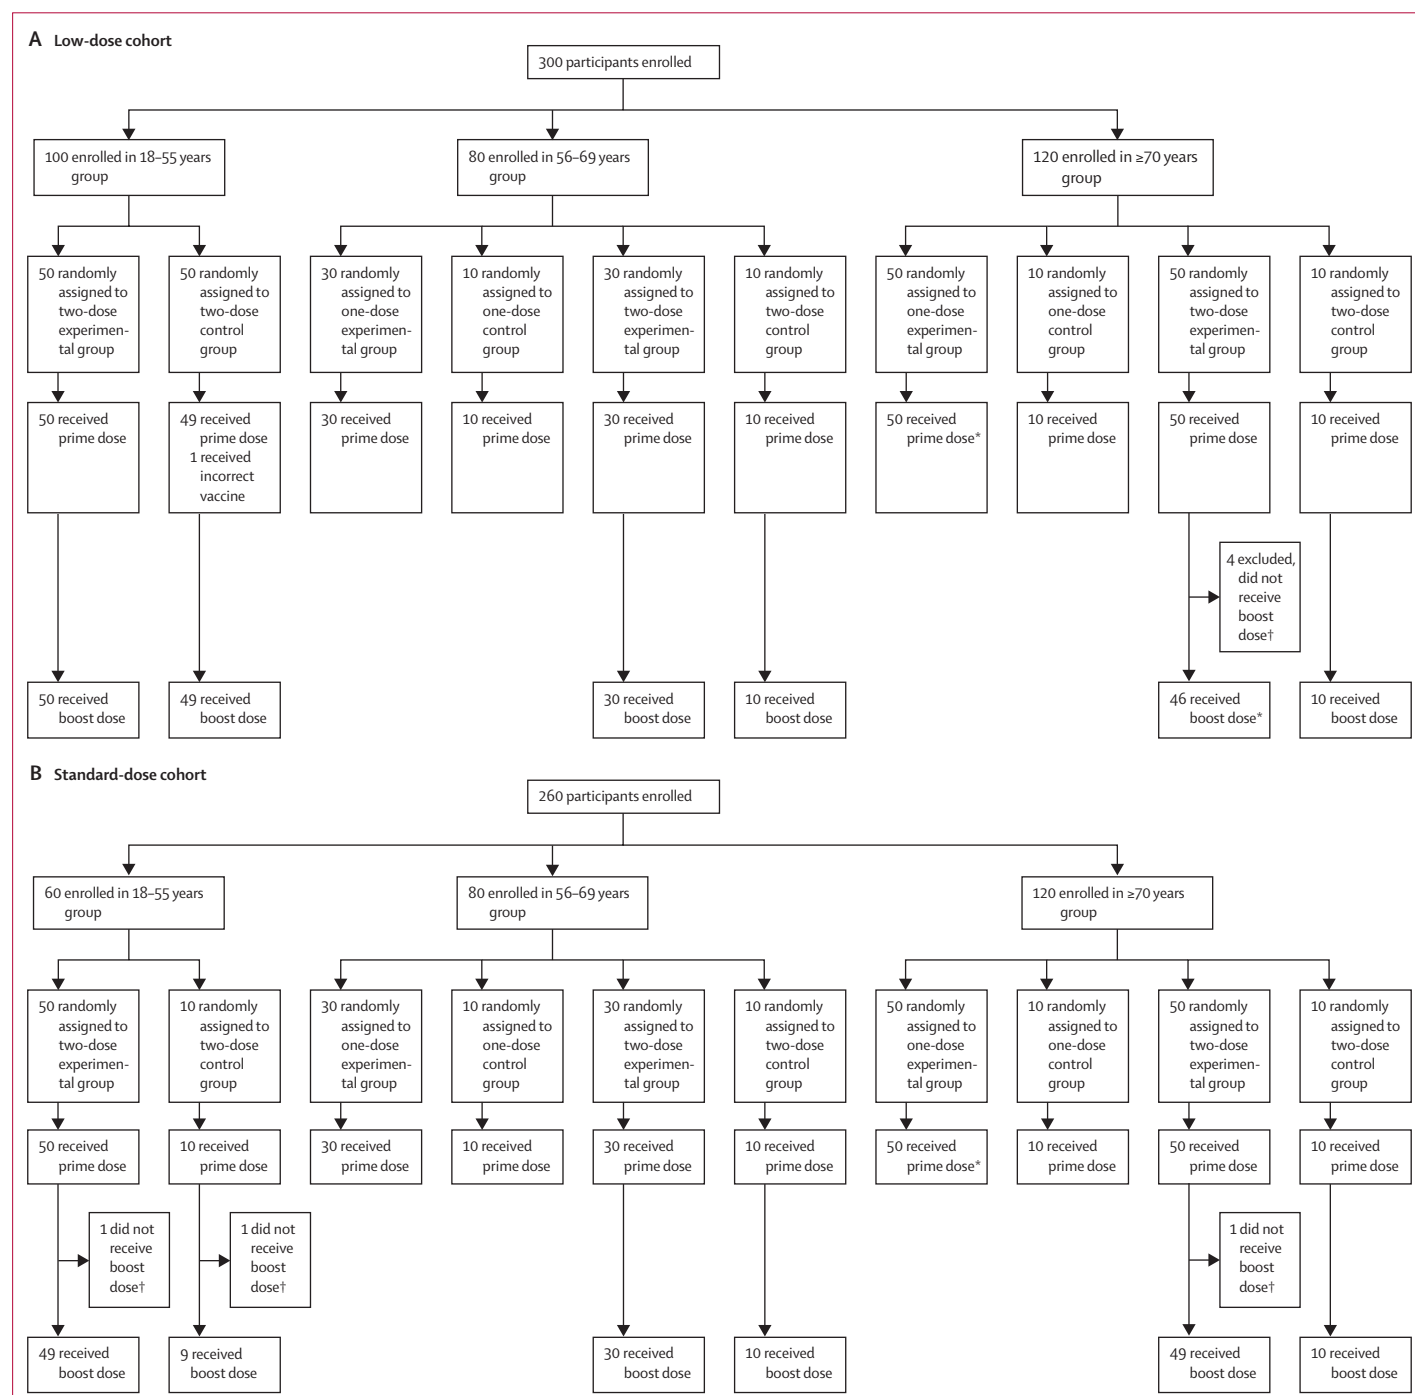 A Low-dose cohort
300 participants enrolled
100 enrolled in 18–55 years
group
80 enrolled in 56–69 years
group
120 enrolled in ≥70 years
group
50 randomly
assigned to
two-dose
experimen-
tal group
50 randomly
assigned to
two-dose
control
group
30 randomly
assigned to
one-dose
experimen-
tal group
10 randomly
assigned to
one-dose
control
group
30 randomly
assigned to
two-dose
experimen-
tal group
10 randomly
assigned to
two-dose
control
group
50 randomly
assigned to
one-dose
experimen-
tal group
10 randomly
assigned to
one-dose
control
group
50 randomly
assigned to
two-dose
experimen-
tal group
10 randomly
assigned to
two-dose
control
group
50 received
prime dose
49 received
prime dose
1 received
incorrect
vaccine
30 received
prime dose
10 received
prime dose
30 received
prime dose
10 received
prime dose
50 received
prime dose*
10 received
prime dose
50 received
prime dose
10 received
prime dose
4 excluded,
did not
receive
boost
dose†
50 received
boost dose
49 received
boost dose
30 received
boost dose
10 received
boost dose
46 received
boost dose*
10 received
boost dose
B Standard-dose cohort
260 participants enrolled
60 enrolled in 18–55 years
group
80 enrolled in 56–69 years
group
120 enrolled in ≥70 years
group
50 randomly
assigned to
two-dose
experimen-
tal group
10 randomly
assigned to
two-dose
control
group
30 randomly
assigned to
one-dose
experimen-
tal group
10 randomly
assigned to
one-dose
control
group
30 randomly
assigned to
two-dose
experimen-
tal group
10 randomly
assigned to
two-dose
control
group
50 randomly
assigned to
one-dose
experimen-
tal group
10 randomly
assigned to
one-dose
control
group
50 randomly
assigned to
two-dose
experimen-
tal group
10 randomly
assigned to
two-dose
control
group
50 received
prime dose
10 received
prime dose
30 received
prime dose
10 received
prime dose
30 received
prime dose
10 received
prime dose
50 received
prime dose*
10 received
prime dose
50 received
prime dose
10 received
prime dose
1 did not
receive
boost
dose†
1 did not
receive
boost
dose†
1 did not
receive
boost
dose†
49 received
boost dose
9 received
boost dose
30 received
boost dose
10 received
boost dose
49 received
boost dose
10 received
boost dose